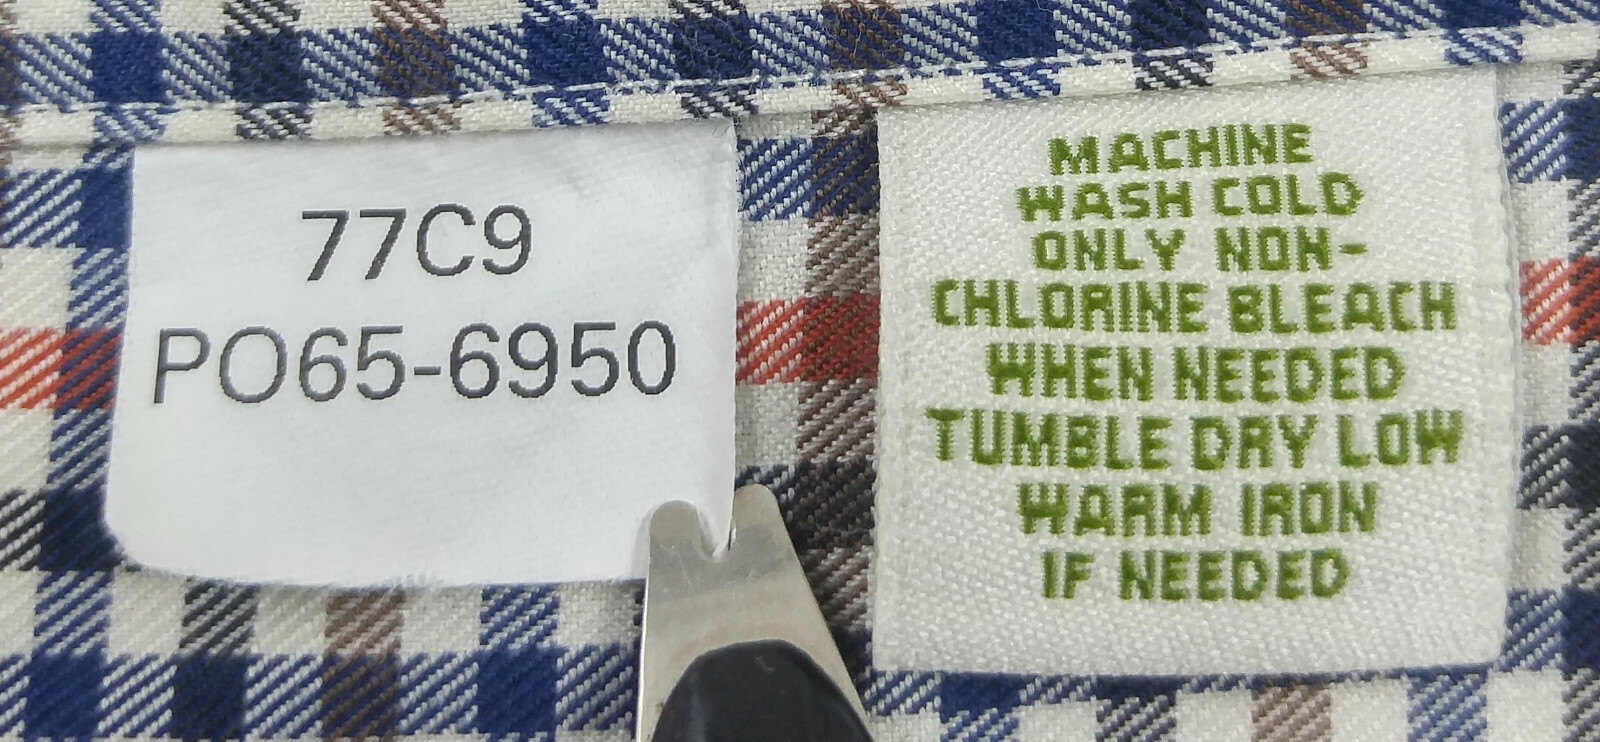 77C9
PO65-6950
MACHINE
WASH COLD
ONLY NON-
CHLORINE BLEACH
WHEN NEEDED
TUMBLE DRY LOW
WARM IRON
IF NEEDED